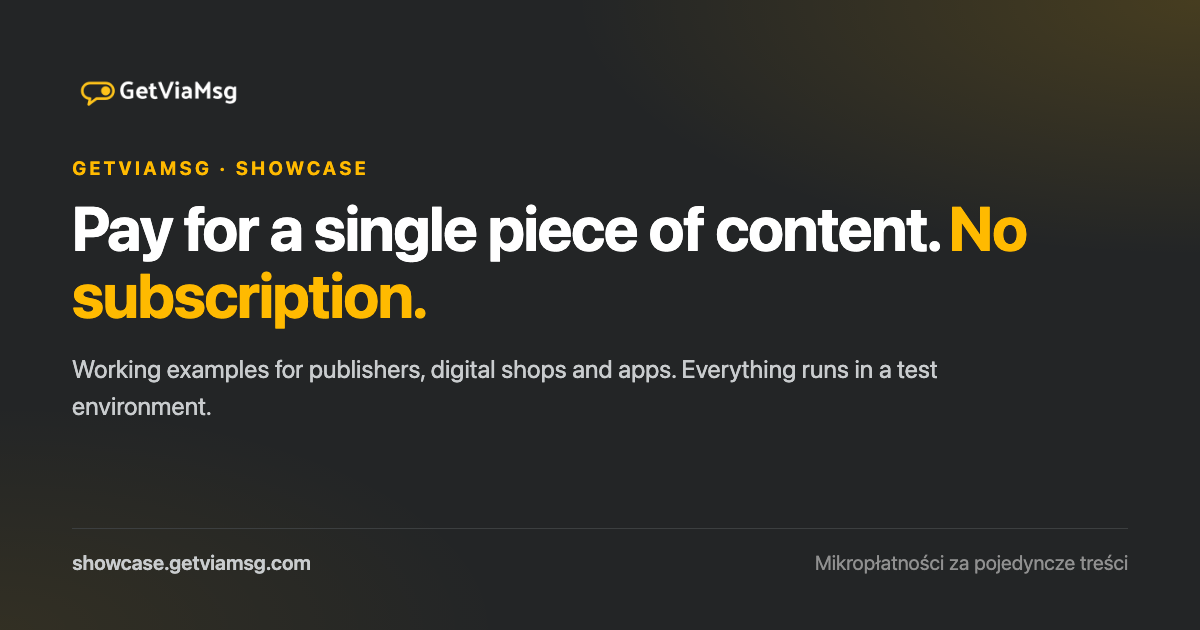 GetViaMsg
GETVIAMSG · SHOWCASE
Pay for a single piece of content. No
subscription.
Working examples for publishers, digital shops and apps. Everything runs in a test
environment.
showcase.getviamsg.com
Mikropłatności za pojedyncze treści